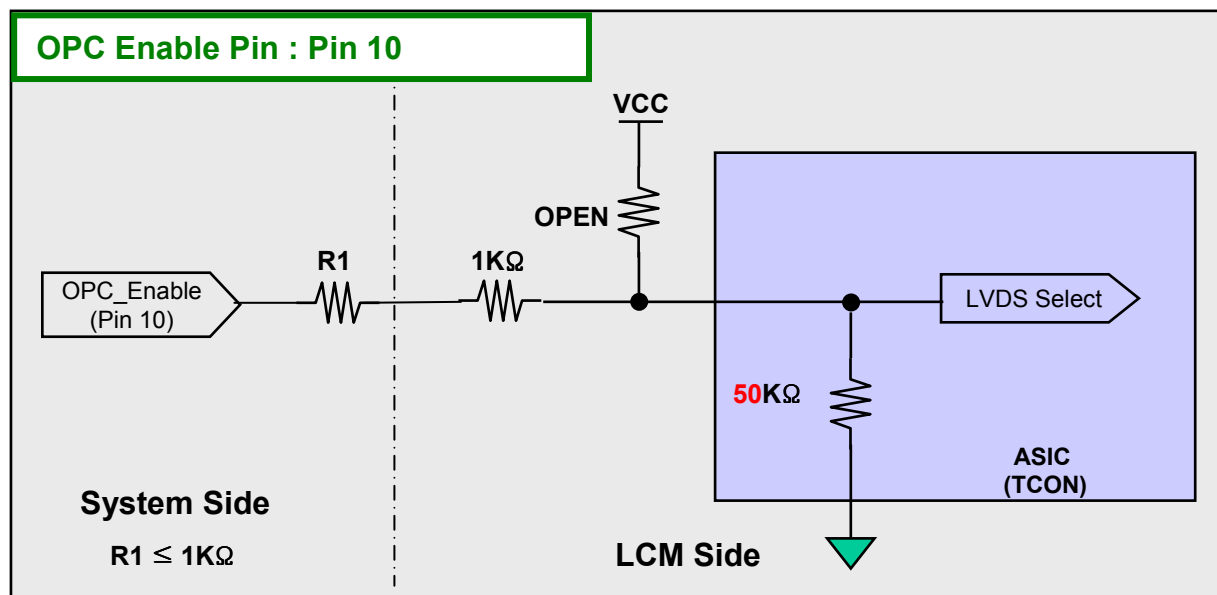 OPC Enable Pin : Pin 10
VCC
OPEN
R1
1KΩ
OPC_Enable
(Pin 10)
LVDS Select
50KΩ
ASIC
(TCON)
System Side
R1 ≤ 1KΩ
LCM Side